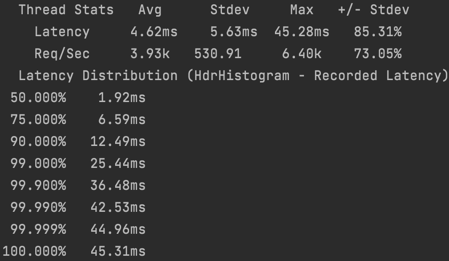 Thread Stats   Avg      Stdev     Max   +/- Stdev
Latency     4.62ms    5.63ms  45.28ms   85.31%
Req/Sec     3.93k   530.91     6.40k    73.05%
Latency Distribution (HdrHistogram - Recorded Latency)
50.000%    1.92ms
75.000%    6.59ms
90.000%   12.49ms
99.000%   25.44ms
99.900%   36.48ms
99.990%   42.53ms
99.999%   44.96ms
100.000%   45.31ms